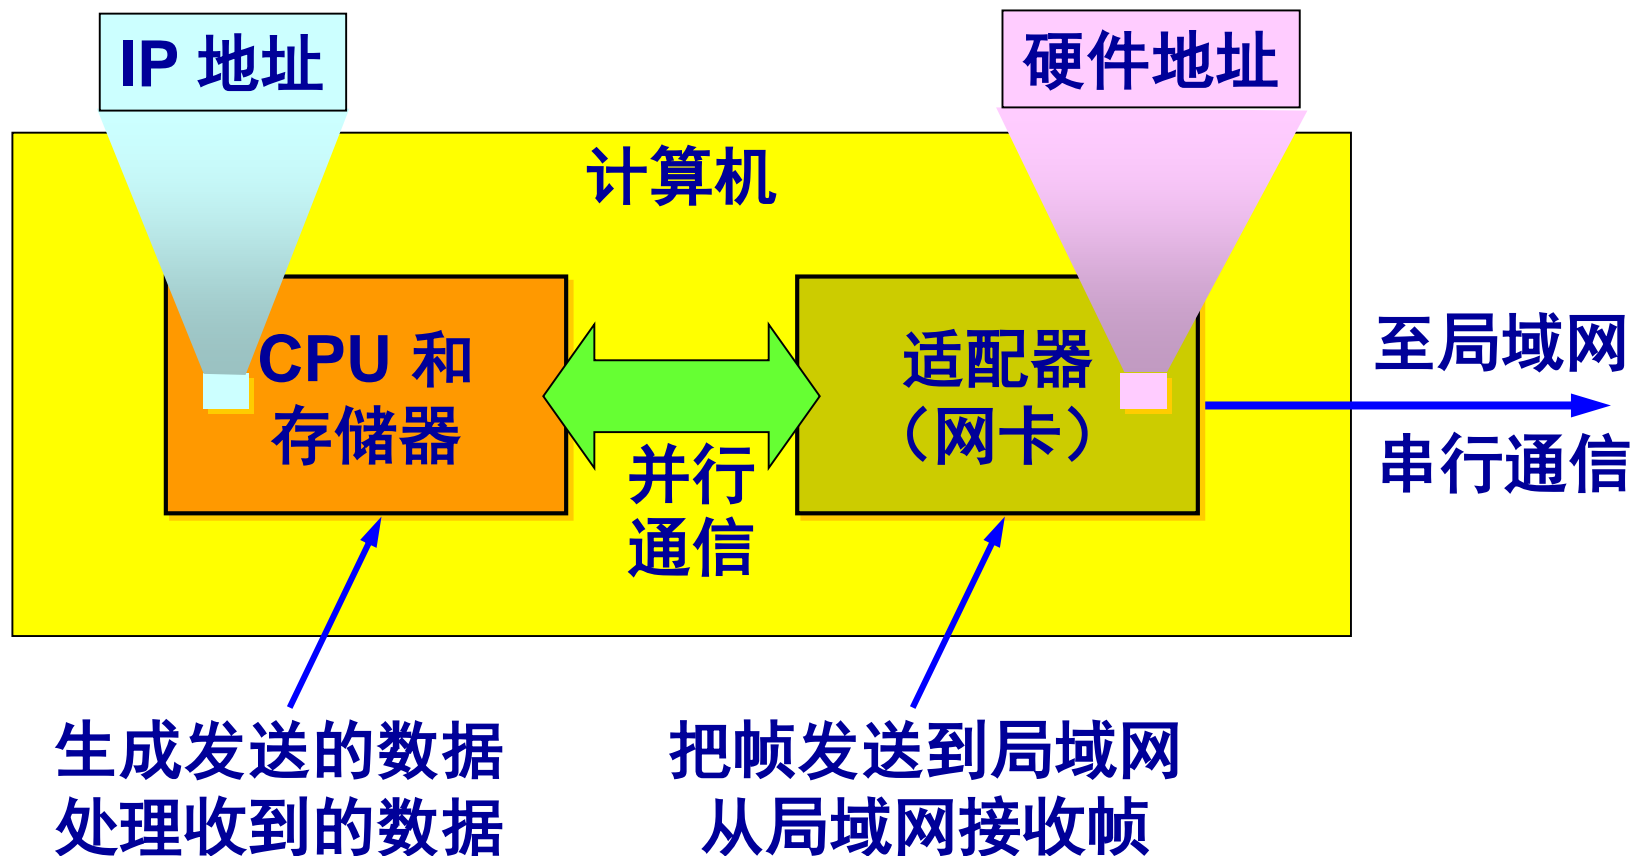 IP 地址
硬件地址
计算机
CPU 和
存储器
适配器
（网卡）
并行
通信
至局域网
串行通信
生成发送的数据
处理收到的数据
把帧发送到局域网
从局域网接收帧